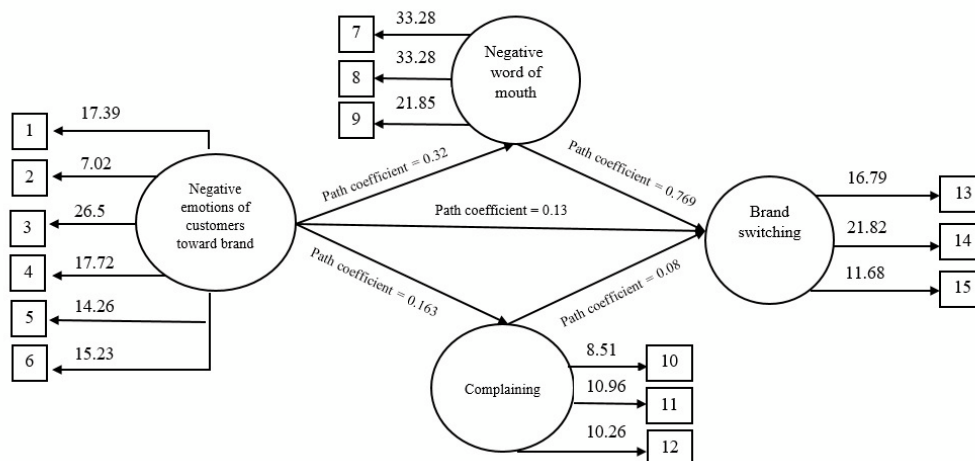 7
33.28
8
33.28
9
21.85
Negative
word of
mouth
1
17.39
2
7.02
3
26.5
4
17.72
5
14.26
6
15.23
Negative
emotions of
customers
toward brand
Path coefficient = 0.32
Path coefficient = 0.769
Path coefficient = 0.13
Path coefficient = 0.163
Path coefficient = 0.08
Brand
switching
16.79
13
21.82
14
11.68
15
Complaining
8.51
10
10.96
11
10.26
12